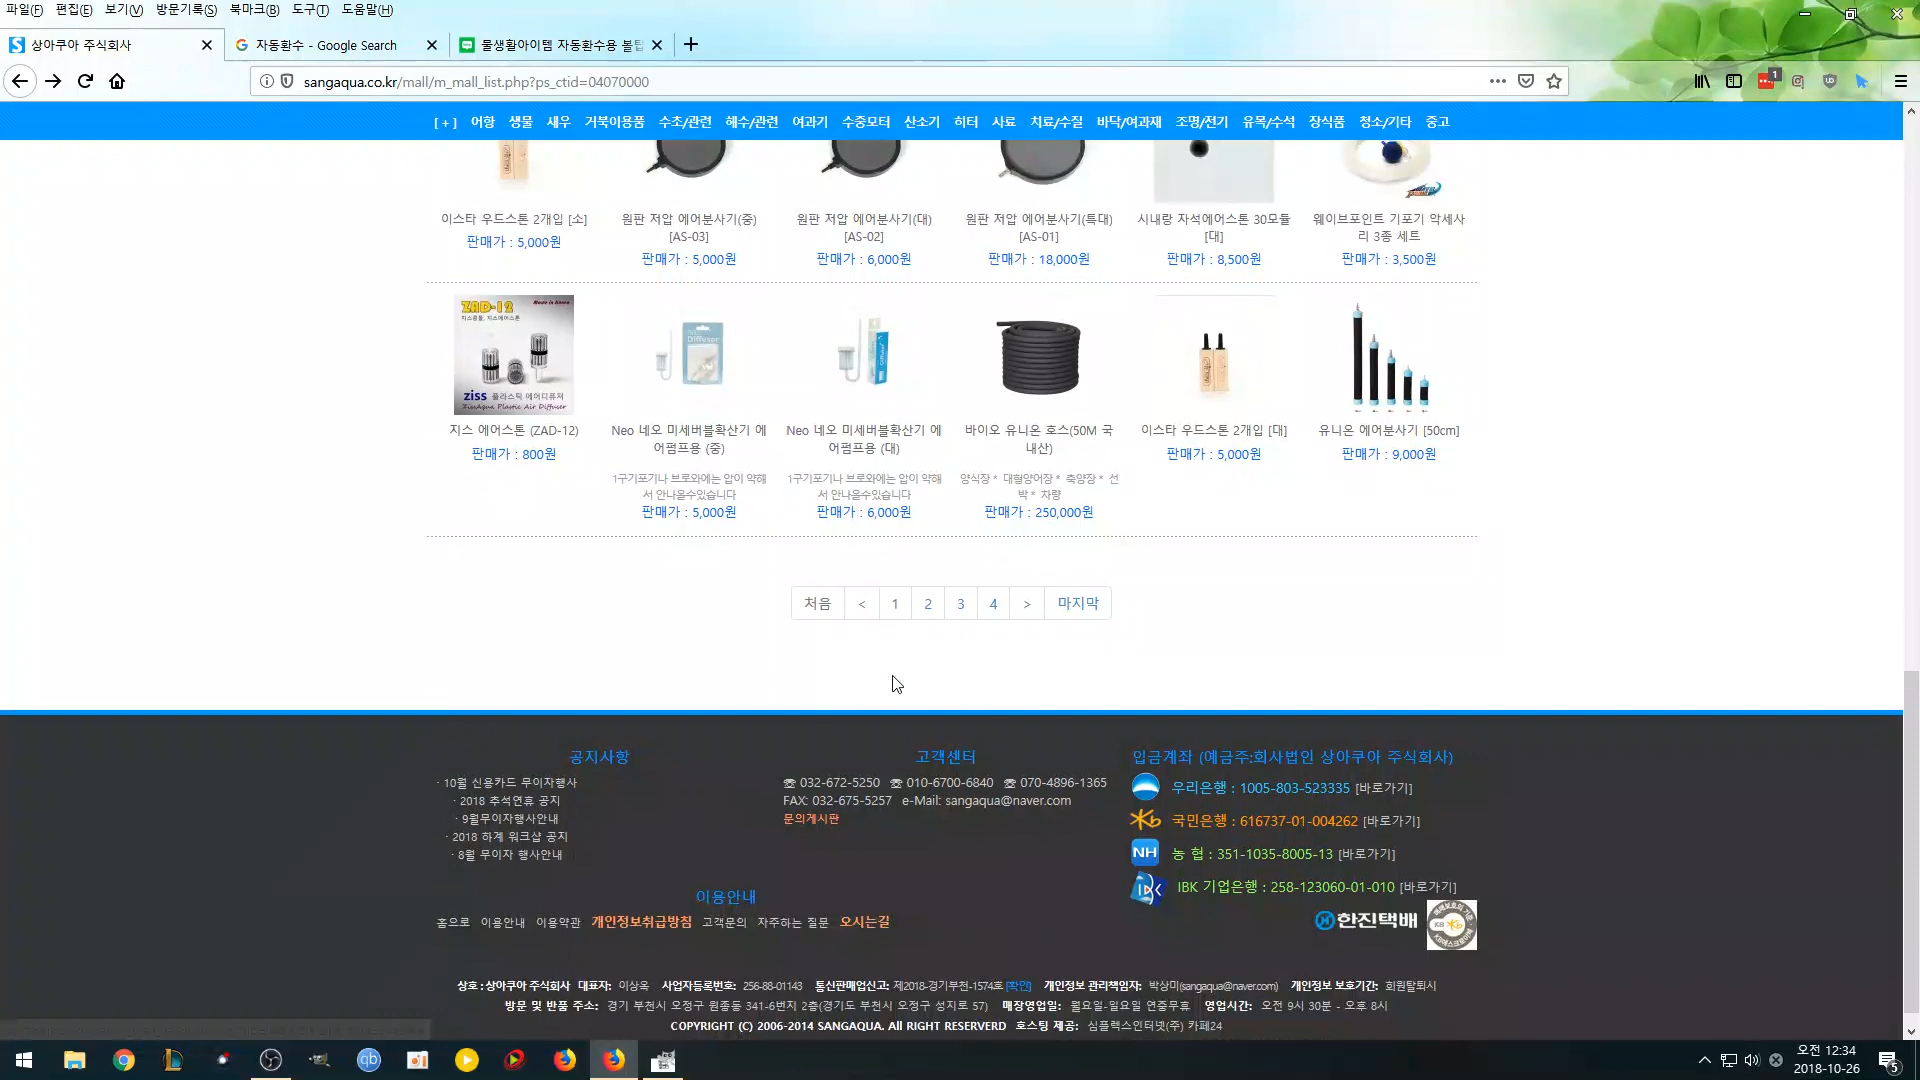 파일(F) 편집(E) 보기(V) 방문기록(S) 북마크(B) 도구(T) 도움말(H)
상아쿠아 주식회사 자동환수 - Google Search 물생활아이템 자동환수용 볼탑
sangaqua.co.kr/mall/m_mall_list.php?ps_ctid=04070000
1
[ + ] 어항 생물 새우 거북이용품 수초/관련 해수/관련 여과기 수중모터 산소기 히터 사료 치료/수질 바닥/여과재 조명/전기 유목/수석 장식품 청소/기타 중고
이스타 우드스톤 2개입 [소]
판매가 : 5,000원
원판 저압 에어분사기(중)
[AS-03]
판매가 : 5,000원
원판 저압 에어분사기(대)
[AS-02]
판매가 : 6,000원
원판 저압 에어분사기(특대)
[AS-01]
판매가 : 18,000원
시내랑 자석에어스톤 30모듈
[대]
판매가 : 8,500원
웨이브포인트 기포기 악세사
리 3종 세트
판매가 : 3,500원
ZAD-12
Made in Korea
지스콩돌, 지스에어스톤
ziss 플라스틱 에어디퓨져
ZissAqua Plastic Air Diffuser
지스 에어스톤 (ZAD-12)
판매가 : 800원
Diffuser
Neo 네오 미세버블확산기 에
어펌프용 (중)
1구기포기나 브로와에는 압이 약해
서 안나올수있습니다
판매가 : 5,000원
Neo 네오 미세버블확산기 에
어펌프용 (대)
1구기포기나 브로와에는 압이 약해
서 안나올수있습니다
판매가 : 6,000원
바이오 유니온 호스(50M 국
내산)
양식장 * 대형양어장 * 축양장 * 선
박 * 차량
판매가 : 250,000원
이스타 우드스톤 2개입 [대]
판매가 : 5,000원
유니온 에어분사기 [50cm]
판매가 : 9,000원
처음 < 1 2 3 4 > 마지막
공지사항
· 10월 신용카드 무이자행사
· 2018 추석연휴 공지
· 9월무이자행사안내
· 2018 하계 워크샵 공지
· 8월 무이자 행사안내
고객센터
☏ 032-672-5250 ☏ 010-6700-6840 ☏ 070-4896-1365
FAX: 032-675-5257 e-Mail: sangaqua@naver.com
문의게시판
입금계좌 (예금주:회사법인 상아쿠아 주식회사)
우리은행 : 1005-803-523335 [바로가기]
국민은행 : 616737-01-004262 [바로가기]
NH 농 협 : 351-1035-8005-13 [바로가기]
IBK 기업은행 : 258-123060-01-010 [바로가기]
이용안내
홈으로 이용안내 이용약관 개인정보취급방침 고객문의 자주하는 질문 오시는길
한진택배
상호 : 상아쿠아 주식회사 대표자: 이상옥 사업자등록번호: 256-88-01143 통신판매업신고: 제2018-경기부천-1574호 [확인] 개인정보 관리책임자: 박상미(sangaqua@naver.com) 개인정보 보호기간: 회원탈퇴시
방문 및 반품 주소: 경기 부천시 오정구 원종동 341-6번지 2층(경기도 부천시 오정구 성지로 57) 매장영업일: 월요일-일요일 연중무휴 영업시간: 오전 9시 30분 - 오후 8시
COPYRIGHT (C) 2006-2014 SANGAQUA. All RIGHT RESERVERD 호스팅 제공: 심플렉스인터넷(주) 카페24
오전 12:34
2018-10-26
5